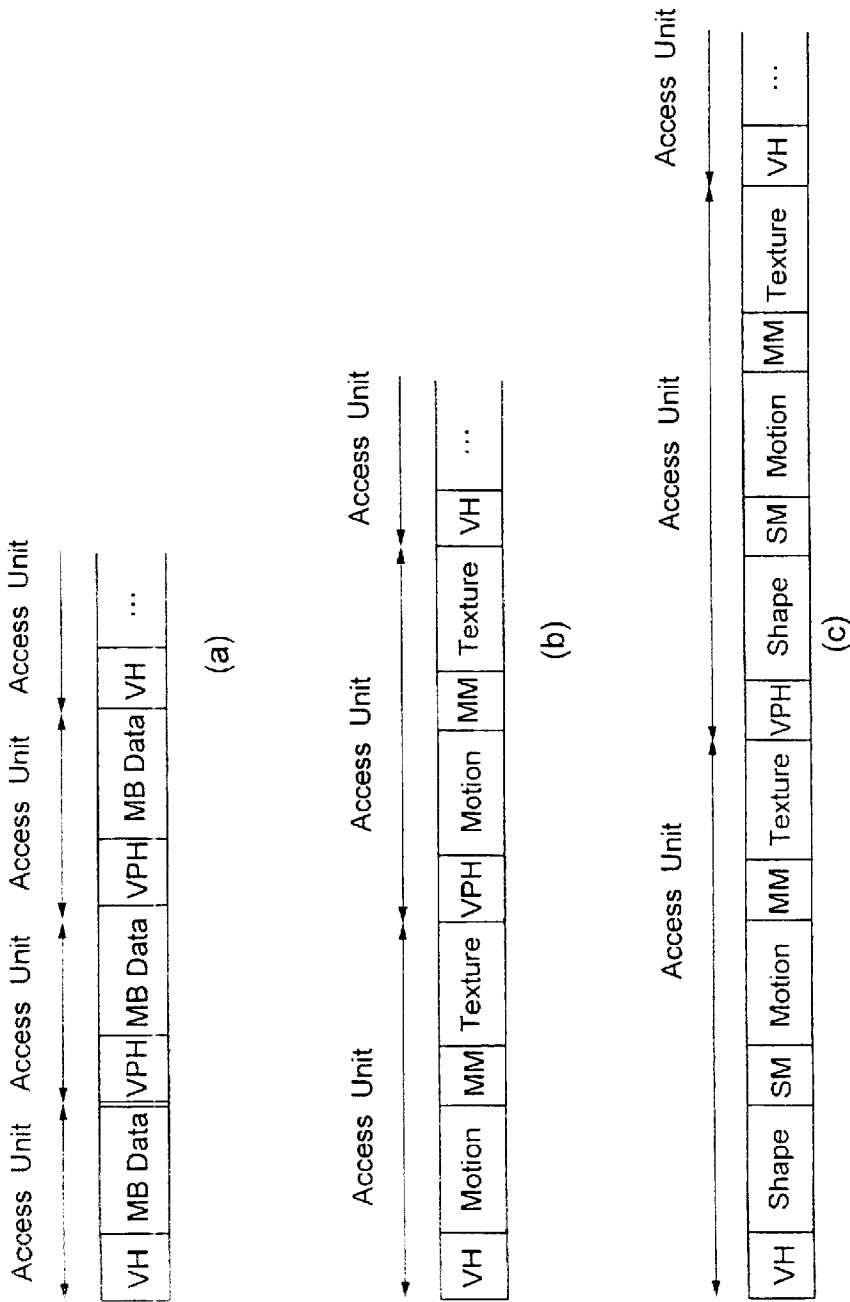 Access Unit Access Unit Access Unit Access Unit
VH MB Data VPH MB Data VPH MB Data VH ...
(a)
Access Unit Access Unit Access Unit
VH Motion MM Texture VPH Motion MM Texture VH ...
(b)
Access Unit Access Unit Access Unit
VH Shape SM Motion MM Texture VPH Shape SM Motion MM Texture VH ...
(c)